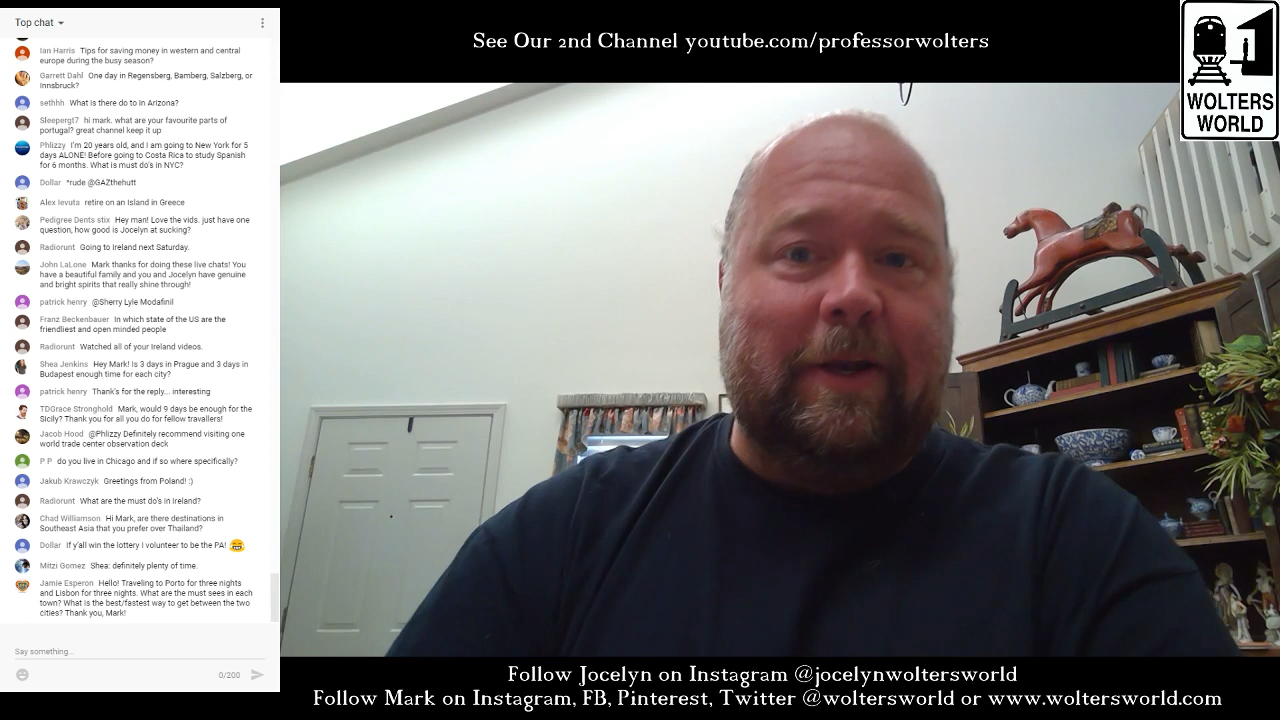 Top chat
Ian Harris Tips for saving money in western and central
europe during the busy season?
Garrett Dahl One day in Regensberg, Bamberg, Salzberg, or
Innsbruck?
sethhh What is there do to in Arizona?
Sleepergt7 hi mark. what are your favourite parts of
portugal? great channel keep it up
Phlizzy I'm 20 years old, and I am going to New York for 5
days ALONE! Before going to Costa Rica to study Spanish
for 6 months. What is must do's in NYC?
Dollar *rude @GAZthehutt
Alex Ievuta retire on an Island in Greece
Pedigree Dents stix Hey man! Love the vids. just have one
question, how good is Jocelyn at sucking?
Radiorunt Going to Ireland next Saturday.
John LaLone Mark thanks for doing these live chats! You
have a beautiful family and you and Jocelyn have genuine
and bright spirits that really shine through!
patrick henry @Sherry Lyle Modafinil
Franz Beckenbauer In which state of the US are the
friendliest and open minded people
Radiorunt Watched all of your Ireland videos.
Shea Jenkins Hey Mark! Is 3 days in Prague and 3 days in
Budapest enough time for each city?
patrick henry Thank's for the reply... interesting
TDGrace Stronghold Mark, would 9 days be enough for the
Sicily? Thank you for all you do for fellow travallers!
Jacob Hood @Phlizzy Definitely recommend visiting one
world trade center observation deck
P P do you live in Chicago and if so where specifically?
Jakub Krawczyk Greetings from Poland! :)
Radiorunt What are the must do's in Ireland?
Chad Williamson Hi Mark, are there destinations in
Southeast Asia that you prefer over Thailand?
Dollar If y'all win the lottery I volunteer to be the PA! 😂
Mitzi Gomez Shea: definitely plenty of time.
Jamie Esperon Hello! Traveling to Porto for three nights
and Lisbon for three nights. What are the must sees in each
town? What is the best/fastest way to get between the two
cities? Thank you, Mark!
Say something...
0/200
See Our 2nd Channel youtube.com/professorwolters
WOLTERS
WORLD
Follow Jocelyn on Instagram @jocelynwoltersworld
Follow Mark on Instagram, FB, Pinterest, Twitter @woltersworld or www.woltersworld.com